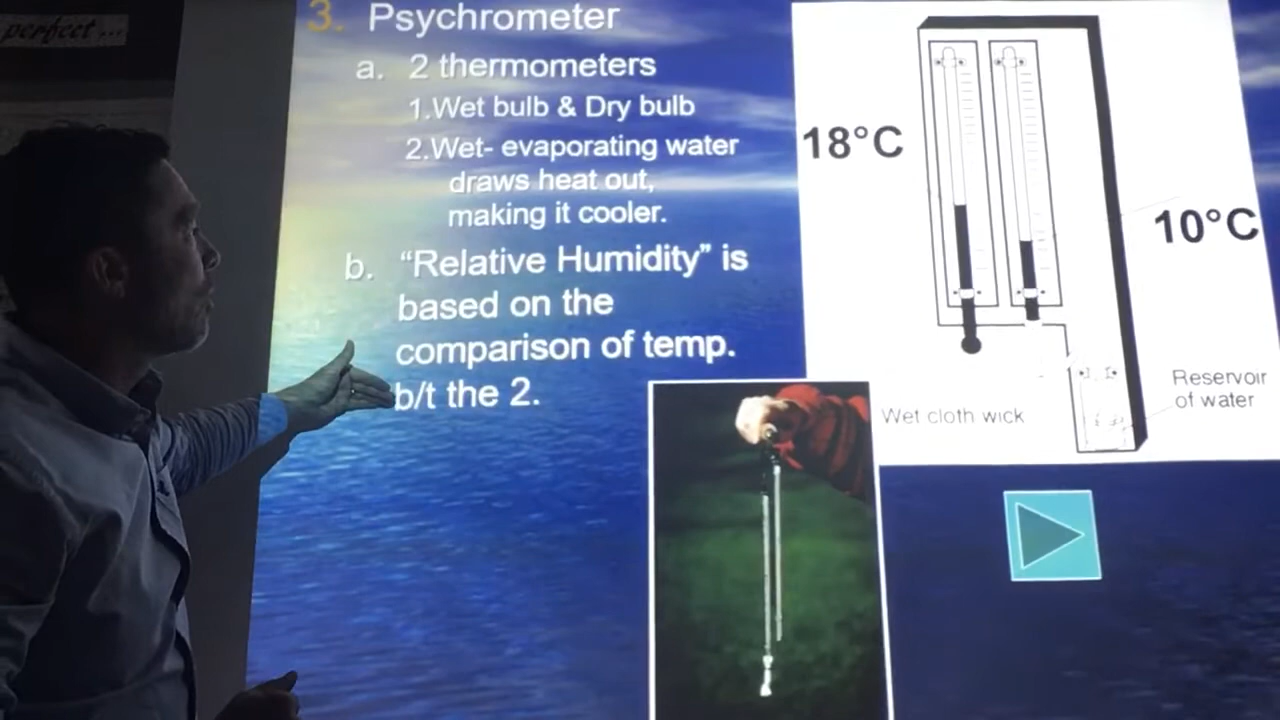 perfect...
3. Psychrometer
a. 2 thermometers
1.Wet bulb & Dry bulb
2.Wet- evaporating water
draws heat out,
making it cooler.
b. “Relative Humidity” is
based on the
comparison of temp.
b/t the 2.
18°C
10°C
Reservoir
of water
Wet cloth wick